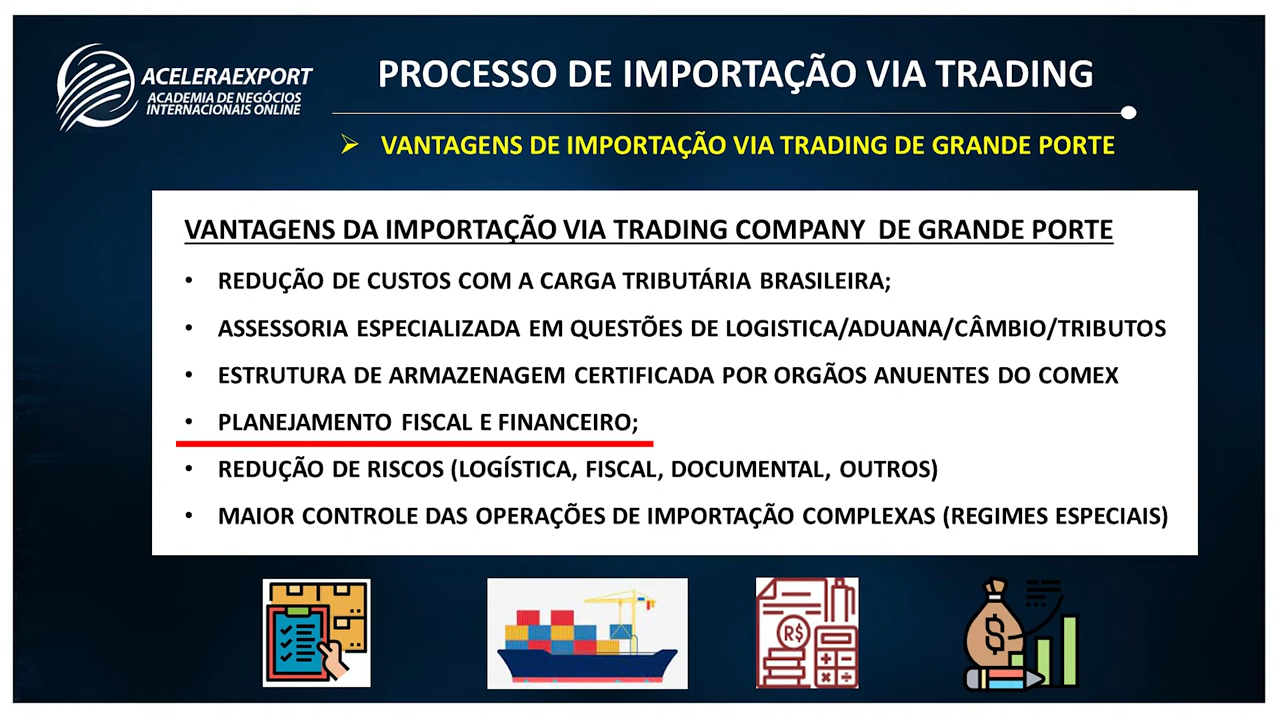 ACELERAEXPORT
ACADEMIA DE NEGÓCIOS
INTERNACIONAIS ONLINE
PROCESSO DE IMPORTAÇÃO VIA TRADING
➢ VANTAGENS DE IMPORTAÇÃO VIA TRADING DE GRANDE PORTE
VANTAGENS DA IMPORTAÇÃO VIA TRADING COMPANY DE GRANDE PORTE
• REDUÇÃO DE CUSTOS COM A CARGA TRIBUTÁRIA BRASILEIRA;
• ASSESSORIA ESPECIALIZADA EM QUESTÕES DE LOGISTICA/ADUANA/CÂMBIO/TRIBUTOS
• ESTRUTURA DE ARMAZENAGEM CERTIFICADA POR ORGÃOS ANUENTES DO COMEX
• PLANEJAMENTO FISCAL E FINANCEIRO;
• REDUÇÃO DE RISCOS (LOGÍSTICA, FISCAL, DOCUMENTAL, OUTROS)
• MAIOR CONTROLE DAS OPERAÇÕES DE IMPORTAÇÃO COMPLEXAS (REGIMES ESPECIAIS)
R$
$